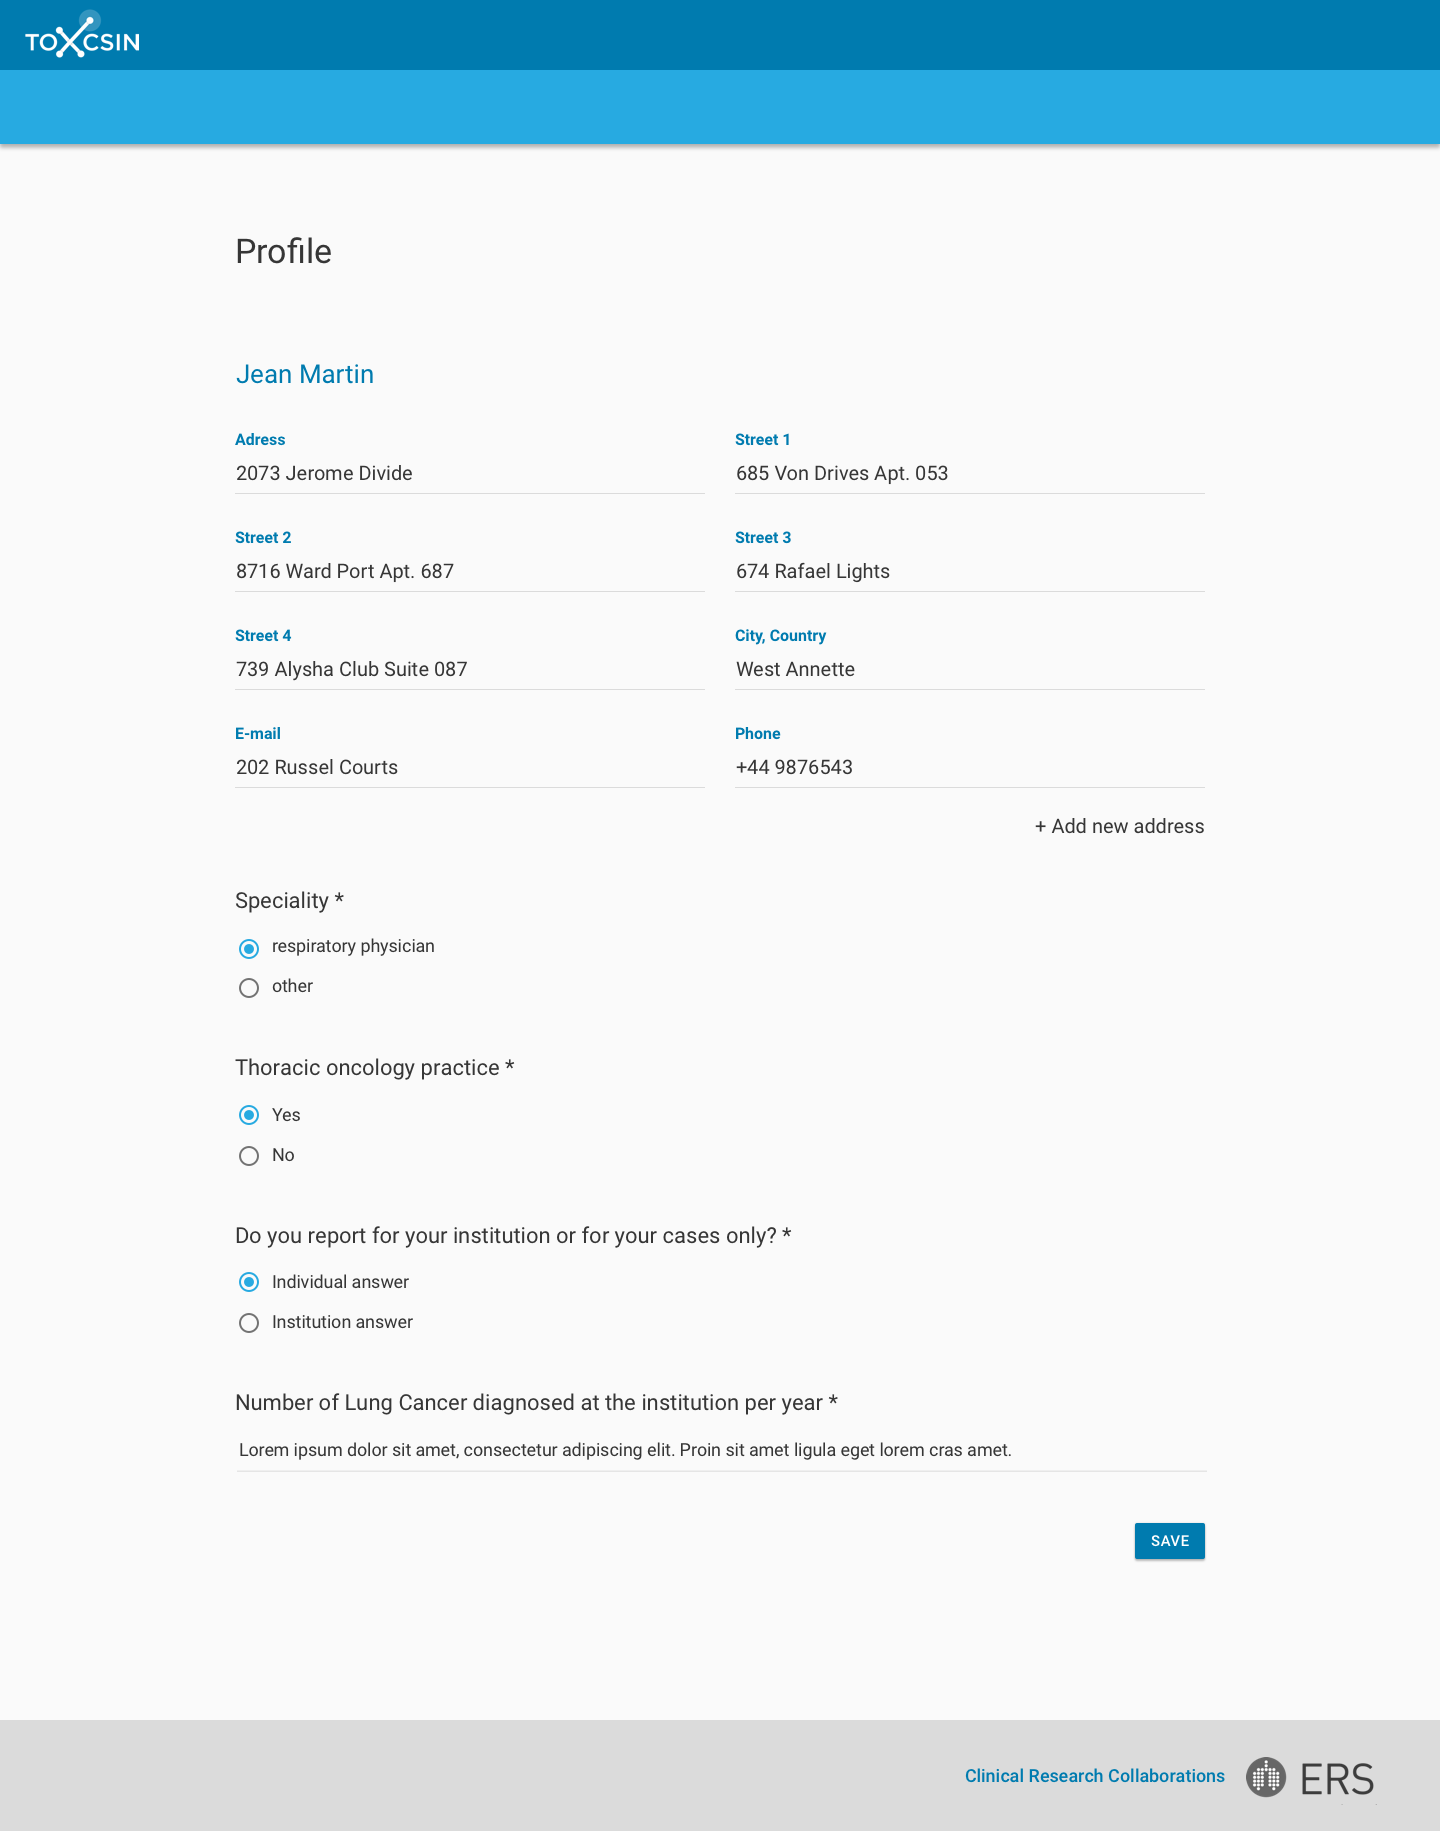 TOXCSIN
Profile
Jean Martin
Adress
2073 Jerome Divide
Street 1
685 Von Drives Apt. 053
Street 2
8716 Ward Port Apt. 687
Street 3
674 Rafael Lights
Street 4
739 Alysha Club Suite 087
City, Country
West Annette
E-mail
202 Russel Courts
Phone
+44 9876543
+ Add new address
Speciality *
respiratory physician
other
Thoracic oncology practice *
Yes
No
Do you report for your institution or for your cases only? *
Individual answer
Institution answer
Number of Lung Cancer diagnosed at the institution per year *
Lorem ipsum dolor sit amet, consectetur adipiscing elit. Proin sit amet ligula eget lorem cras amet.
SAVE
Clinical Research Collaborations
ERS